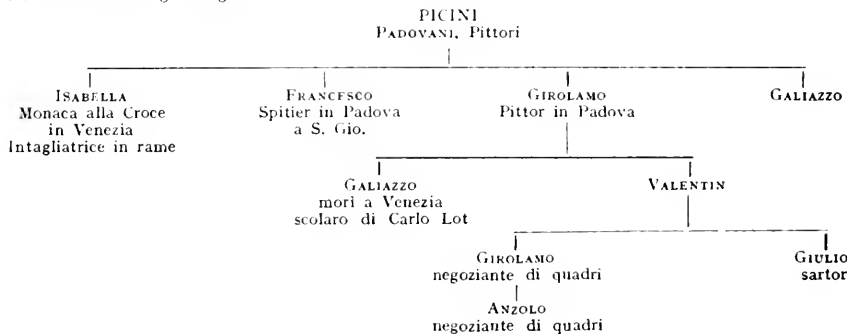 PICINI
PADOVANI, Pittori
ISABELLA
Monaca alla Croce
in Venezia
Intagliatrice in rame
FRANCESCO
Spitier in Padova
a S. Gio.
GIROLAMO
Pittor in Padova
GALIAZZO
GALIAZZO
morì a Venezia
scolaro di Carlo Lot
VALENTIN
GIROLAMO
negoziante di quadri
GIULIO
sartor
ANZOLO
negoziante di quadri